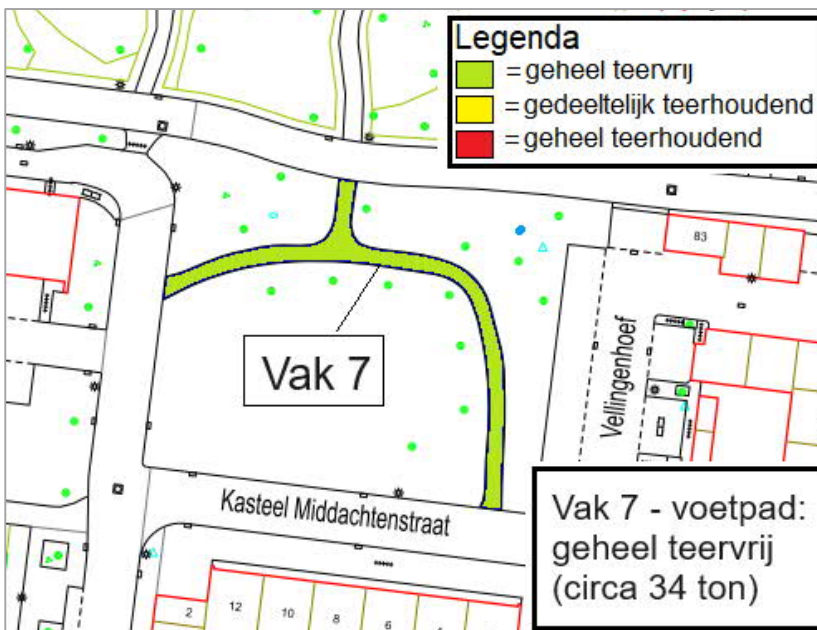 Legenda
= geheel teervrij
= gedeeltelijk teerhoudend
= geheel teerhoudend
83
Vak 7
Vellingenhoef
Kasteel Middachtenstraat
Vak 7 - voetpad:
geheel teervrij
(circa 34 ton)
2
12
10
8
6